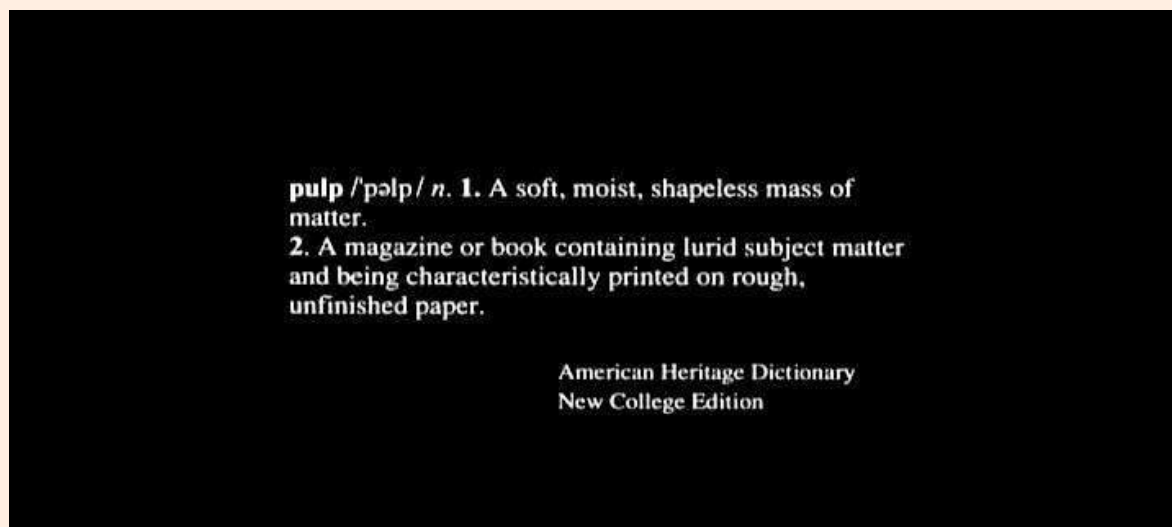 pulp /'pəlp/ n. 1. A soft, moist, shapeless mass of
matter.
2. A magazine or book containing lurid subject matter
and being characteristically printed on rough,
unfinished paper.
American Heritage Dictionary
New College Edition